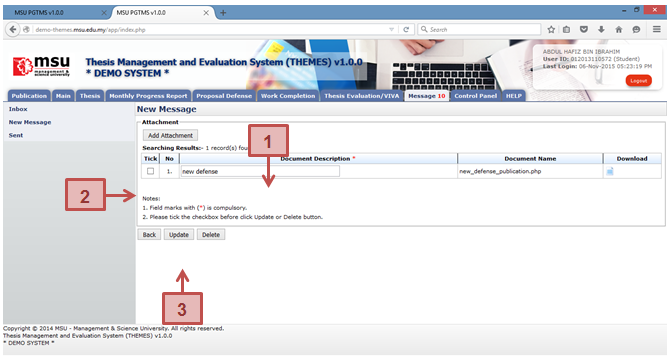 MSU PGTMS v1.0.0
MSU PGTMS v1.0.0
demo-themes.msu.edu.my/app/index.php
Search
msu
management &
science university
Thesis Management and Evaluation System (THEMES) v1.0.0
* DEMO SYSTEM *
ABDUL HAFIZ BIN IBRAHIM
User ID: 012013110572 (Student)
Last Login: 06-Nov-2015 05:23:19 PM
Logout
Publication Main Thesis Monthly Progress Report Proposal Defense Work Completion Thesis Evaluation/VIVA Message 10 Control Panel HELP
Inbox
New Message
Sent
New Message
Attachment
Add Attachment
Searching Results:- 1 record(s)
1
Tick No Document Description * Document Name Download
1. new defense new_defense_publication.php
2
Notes:
1. Field marks with (*) is compulsory.
2. Please tick the checkbox before click Update or Delete button.
Back Update Delete
3
Copyright © 2014 MSU - Management & Science University. All rights reserved.
Thesis Management and Evaluation System (THEMES) v1.0.0
* DEMO SYSTEM *